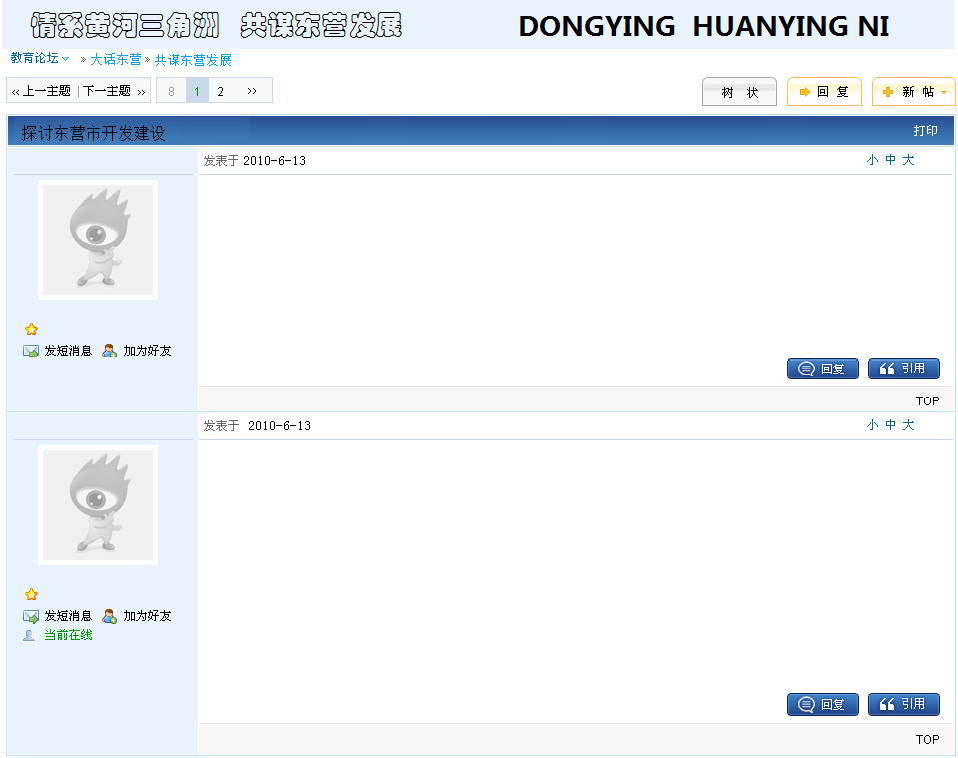 情系黄河三角洲 共谋东营发展 DONGYING HUANYING NI
教育论坛 » 大话东营 » 共谋东营发展
‹‹ 上一主题 | 下一主题 ›› 8 1 2 ›› 树 状 回 复 新 帖
探讨东营市开发建设 打印
发表于 2010-6-13 小 中 大
发短消息 加为好友
回复 引用
TOP
发表于 2010-6-13 小 中 大
发短消息 加为好友
当前在线
回复 引用
TOP